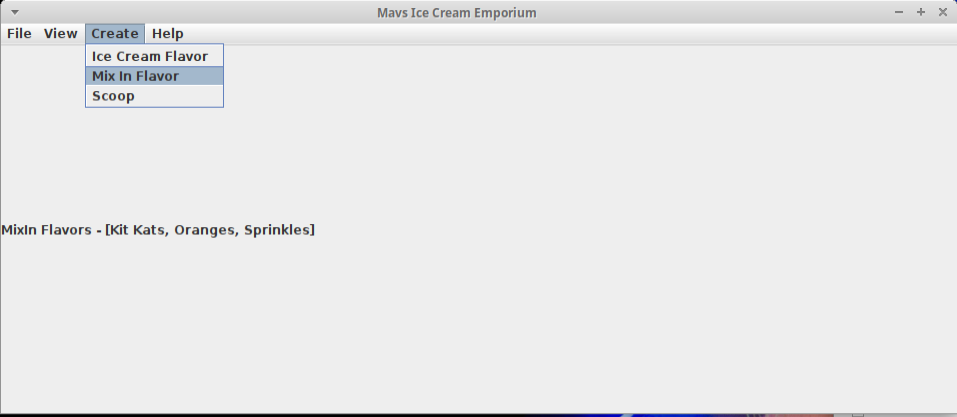 Mavs Ice Cream Emporium
File View Create Help
Ice Cream Flavor
Mix In Flavor
Scoop
MixIn Flavors - [Kit Kats, Oranges, Sprinkles]